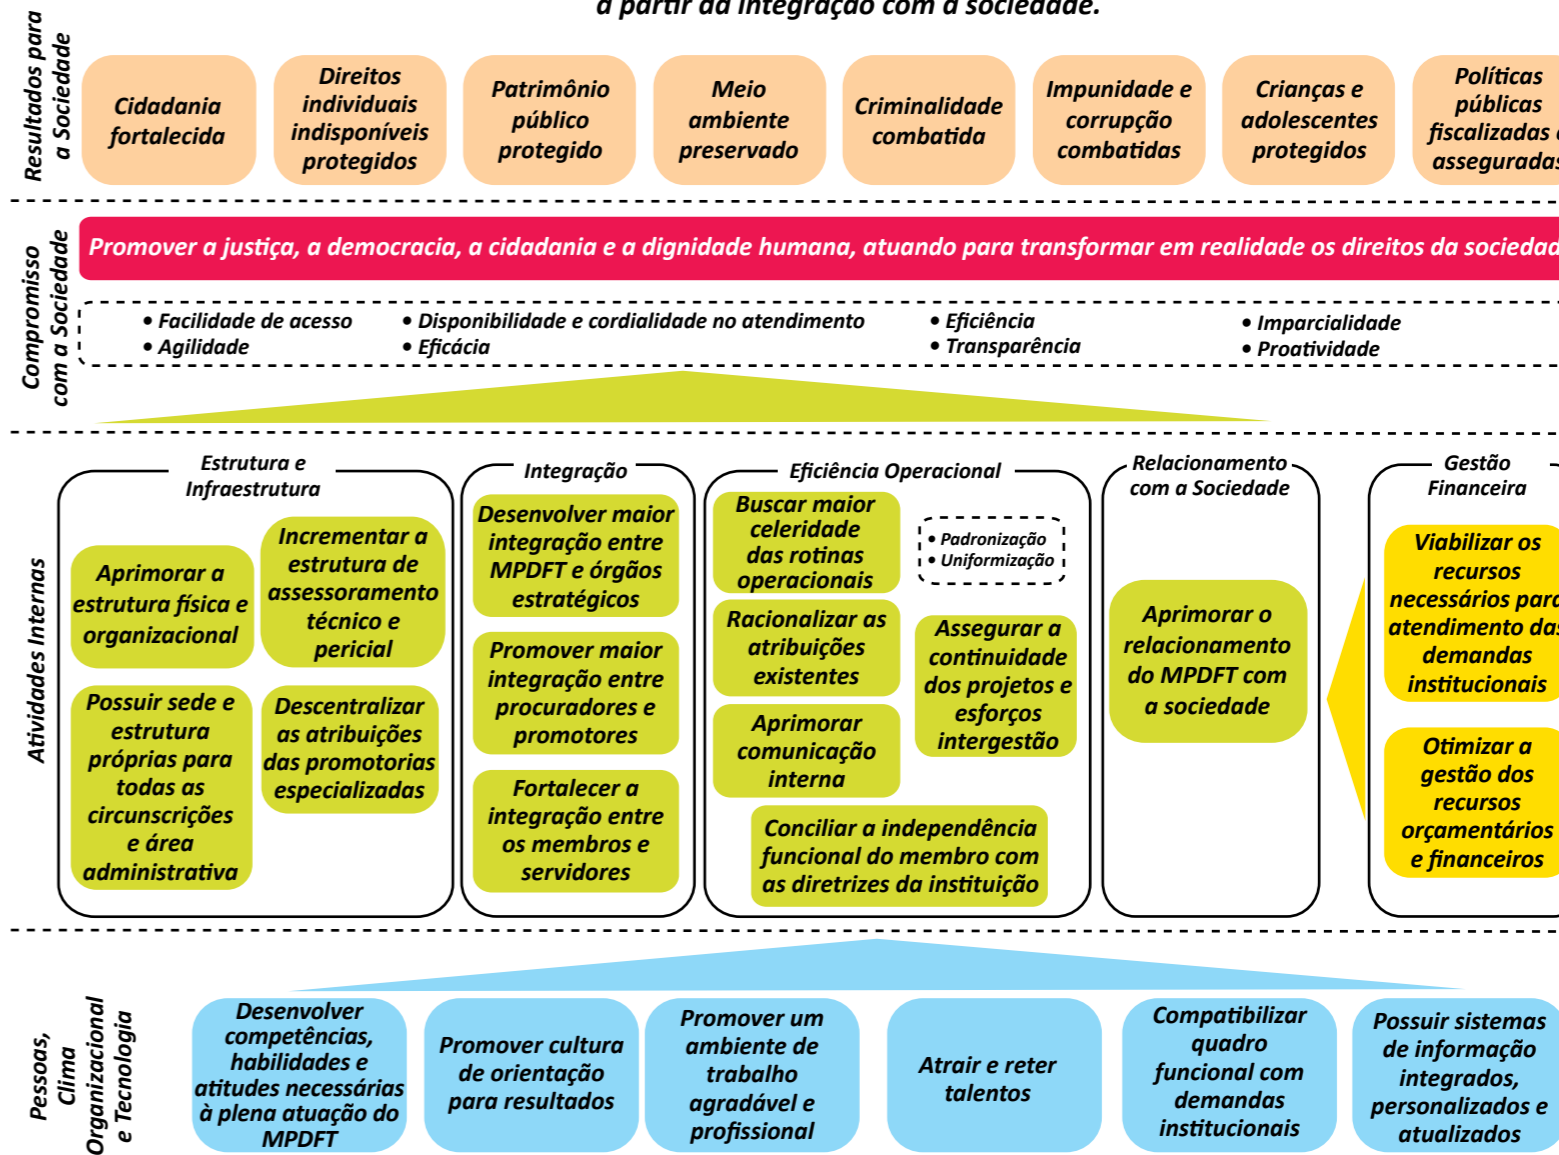 a partir da integração com a sociedade.
Resultados para
a Sociedade
Cidadania
fortalecida
Direitos
individuais
indisponíveis
protegidos
Patrimônio
público
protegido
Meio
ambiente
preservado
Criminalidade
combatida
Impunidade e
corrupção
combatidas
Crianças e
adolescentes
protegidos
Políticas
públicas
fiscalizadas
asseguradas
Compromisso
com a Sociedade
Promover a justiça, a democracia, a cidadania e a dignidade humana, atuando para transformar em realidade os direitos da sociedad
• Facilidade de acesso
• Agilidade
• Disponibilidade e cordialidade no atendimento
• Eficácia
• Eficiência
• Transparência
• Imparcialidade
• Proatividade
Atividades Internas
Estrutura e
Infraestrutura
Aprimorar a
estrutura física e
organizacional
Incrementar a
estrutura de
assessoramento
técnico e
pericial
Possuir sede e
estrutura
próprias para
todas as
circunscrições
e área
administrativa
Descentralizar
as atribuições
das promotorias
especializadas
Integração
Desenvolver maior
integração entre
MPDFT e órgãos
estratégicos
Promover maior
integração entre
procuradores e
promotores
Fortalecer a
integração entre
os membros e
servidores
Eficiência Operacional
Buscar maior
celeridade
das rotinas
operacionais
• Padronização
• Uniformização
Racionalizar as
atribuições
existentes
Assegurar a
continuidade
dos projetos e
esforços
intergestão
Aprimorar
comunicação
interna
Conciliar a independência
funcional do membro com
as diretrizes da instituição
Relacionamento
com a Sociedade
Aprimorar o
relacionamento
do MPDFT com
a sociedade
Gestão
Financeira
Viabilizar os
recursos
necessários para
atendimento das
demandas
institucionais
Otimizar a
gestão dos
recursos
orçamentários
e financeiros
Pessoas,
Clima
Organizacional
e Tecnologia
Desenvolver
competências,
habilidades e
atitudes necessárias
à plena atuação do
MPDFT
Promover cultura
de orientação
para resultados
Promover um
ambiente de
trabalho
agradável e
profissional
Atrair e reter
talentos
Compatibilizar
quadro
funcional com
demandas
institucionais
Possuir sistemas
de informação
integrados,
personalizados e
atualizados